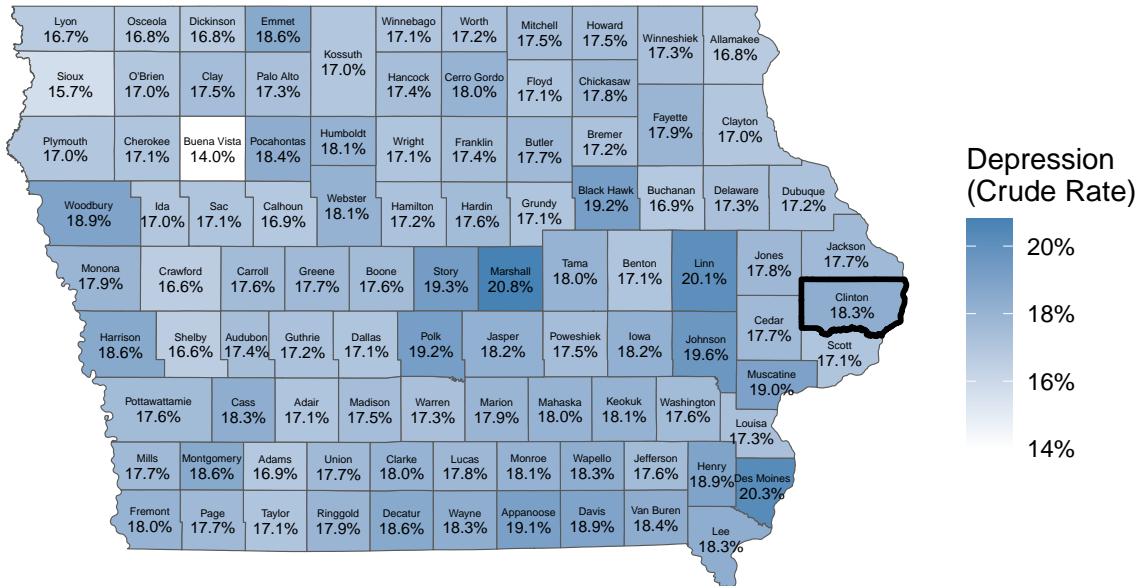 Lyon
16.7%
Osceola
16.8%
Dickinson
16.8%
Emmet
18.6%
Kossuth
17.0%
Winnebago
17.1%
Worth
17.2%
Mitchell
17.5%
Howard
17.5%
Winneshiek
17.3%
Allamakee
16.8%
Sioux
15.7%
O'Brien
17.0%
Clay
17.5%
Palo Alto
17.3%
Hancock
17.4%
Cerro Gordo
18.0%
Floyd
17.1%
Chickasaw
17.8%
Fayette
17.9%
Clayton
17.0%
Plymouth
17.0%
Cherokee
17.1%
Buena Vista
14.0%
Pocahontas
18.4%
Humboldt
18.1%
Wright
17.1%
Franklin
17.4%
Butler
17.7%
Bremer
17.2%
Woodbury
18.9%
Ida
17.0%
Sac
17.1%
Calhoun
16.9%
Webster
18.1%
Hamilton
17.2%
Hardin
17.6%
Grundy
17.1%
Black Hawk
19.2%
Buchanan
16.9%
Delaware
17.3%
Dubuque
17.2%
Monona
17.9%
Crawford
16.6%
Carroll
17.6%
Greene
17.7%
Boone
17.6%
Story
19.3%
Marshall
20.8%
Tama
18.0%
Benton
17.1%
Linn
20.1%
Jones
17.8%
Jackson
17.7%
Clinton
18.3%
Harrison
18.6%
Shelby
16.6%
Audubon
17.4%
Guthrie
17.2%
Dallas
17.1%
Polk
19.2%
Jasper
18.2%
Poweshiek
17.5%
Iowa
18.2%
Johnson
19.6%
Cedar
17.7%
Scott
17.1%
Muscatine
19.0%
Pottawattamie
17.6%
Cass
18.3%
Adair
17.1%
Madison
17.5%
Warren
17.3%
Marion
17.9%
Mahaska
18.0%
Keokuk
18.1%
Washington
17.6%
Louisa
17.3%
Mills
17.7%
Montgomery
18.6%
Adams
16.9%
Union
17.7%
Clarke
18.0%
Lucas
17.8%
Monroe
18.1%
Wapello
18.3%
Jefferson
17.6%
Henry
18.9%
Des Moines
20.3%
Fremont
18.0%
Page
17.7%
Taylor
17.1%
Ringgold
17.9%
Decatur
18.6%
Wayne
18.3%
Appanoose
19.1%
Davis
18.9%
Van Buren
18.4%
Lee
18.3%
Depression
(Crude Rate)
20%
18%
16%
14%